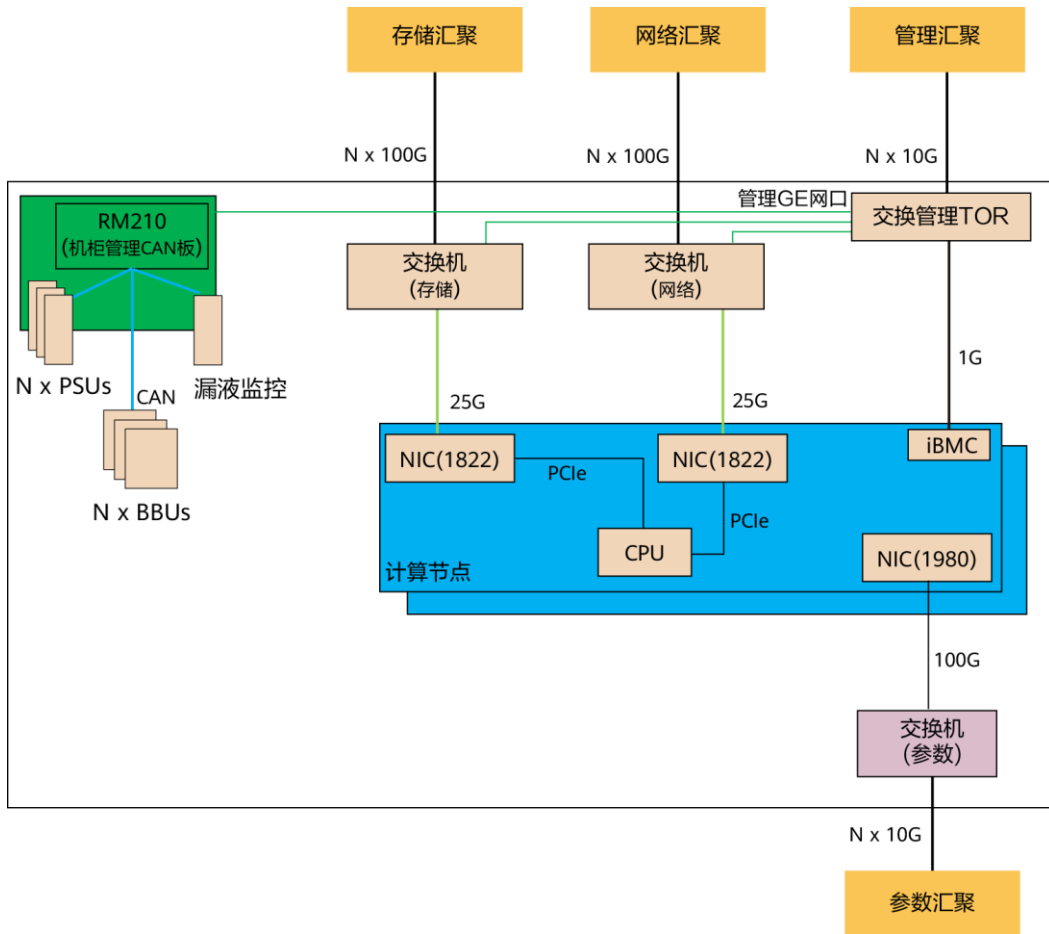 存储汇聚
网络汇聚
管理汇聚
N x 100G
N x 100G
N x 10G
RM210
(机柜管理CAN板)
管理GE网口
交换管理TOR
交换机
(存储)
交换机
(网络)
N x PSUs
CAN
漏液监控
N x BBUs
25G
25G
1G
NIC(1822)
NIC(1822)
iBMC
PCIe
PCIe
CPU
NIC(1980)
计算节点
100G
交换机
(参数)
N x 10G
参数汇聚